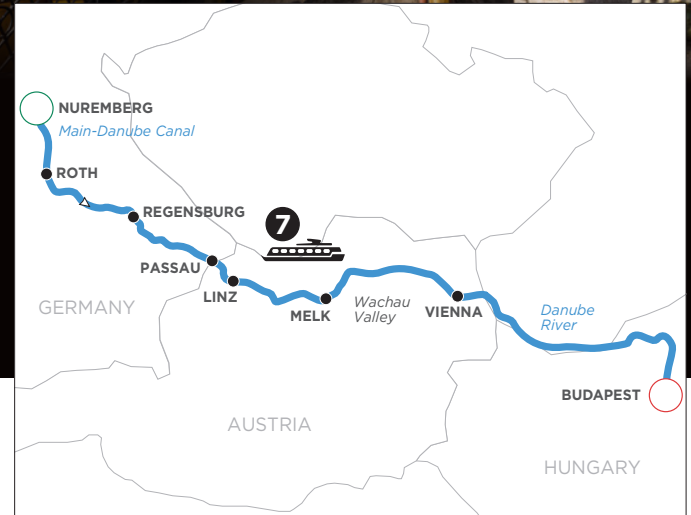 NUREMBERG
Main-Danube Canal
ROTH
REGENSBURG
7
PASSAU
LINZ
GERMANY
MELK
Wachau
Valley
VIENNA
Danube
River
BUDAPEST
AUSTRIA
HUNGARY